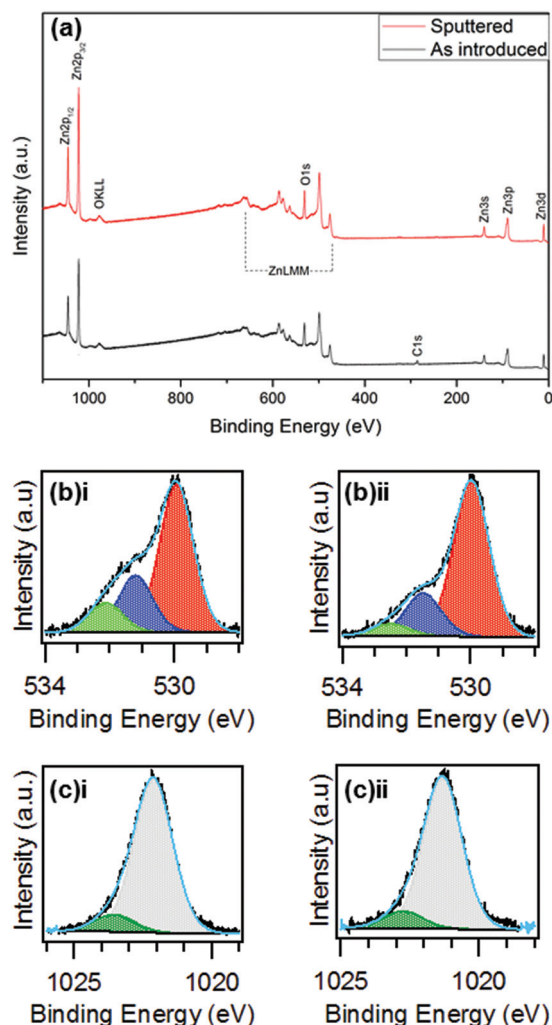 (a)
Sputtered
As introduced
Zn2p₃/₂
Zn2p₁/₂
OKLL
O1s
Zn3s
Zn3p
Zn3d
ZnLMM
C1s
Intensity (a.u.)
1000 800 600 400 200 0
Binding Energy (eV)
(b)i
Intensity (a.u)
534 530
Binding Energy (eV)
(b)ii
Intensity (a.u)
534 530
Binding Energy (eV)
(c)i
Intensity (a.u.)
1025 1020
Binding Energy (eV)
(c)ii
Intensity (a.u)
1025 1020
Binding Energy (eV)